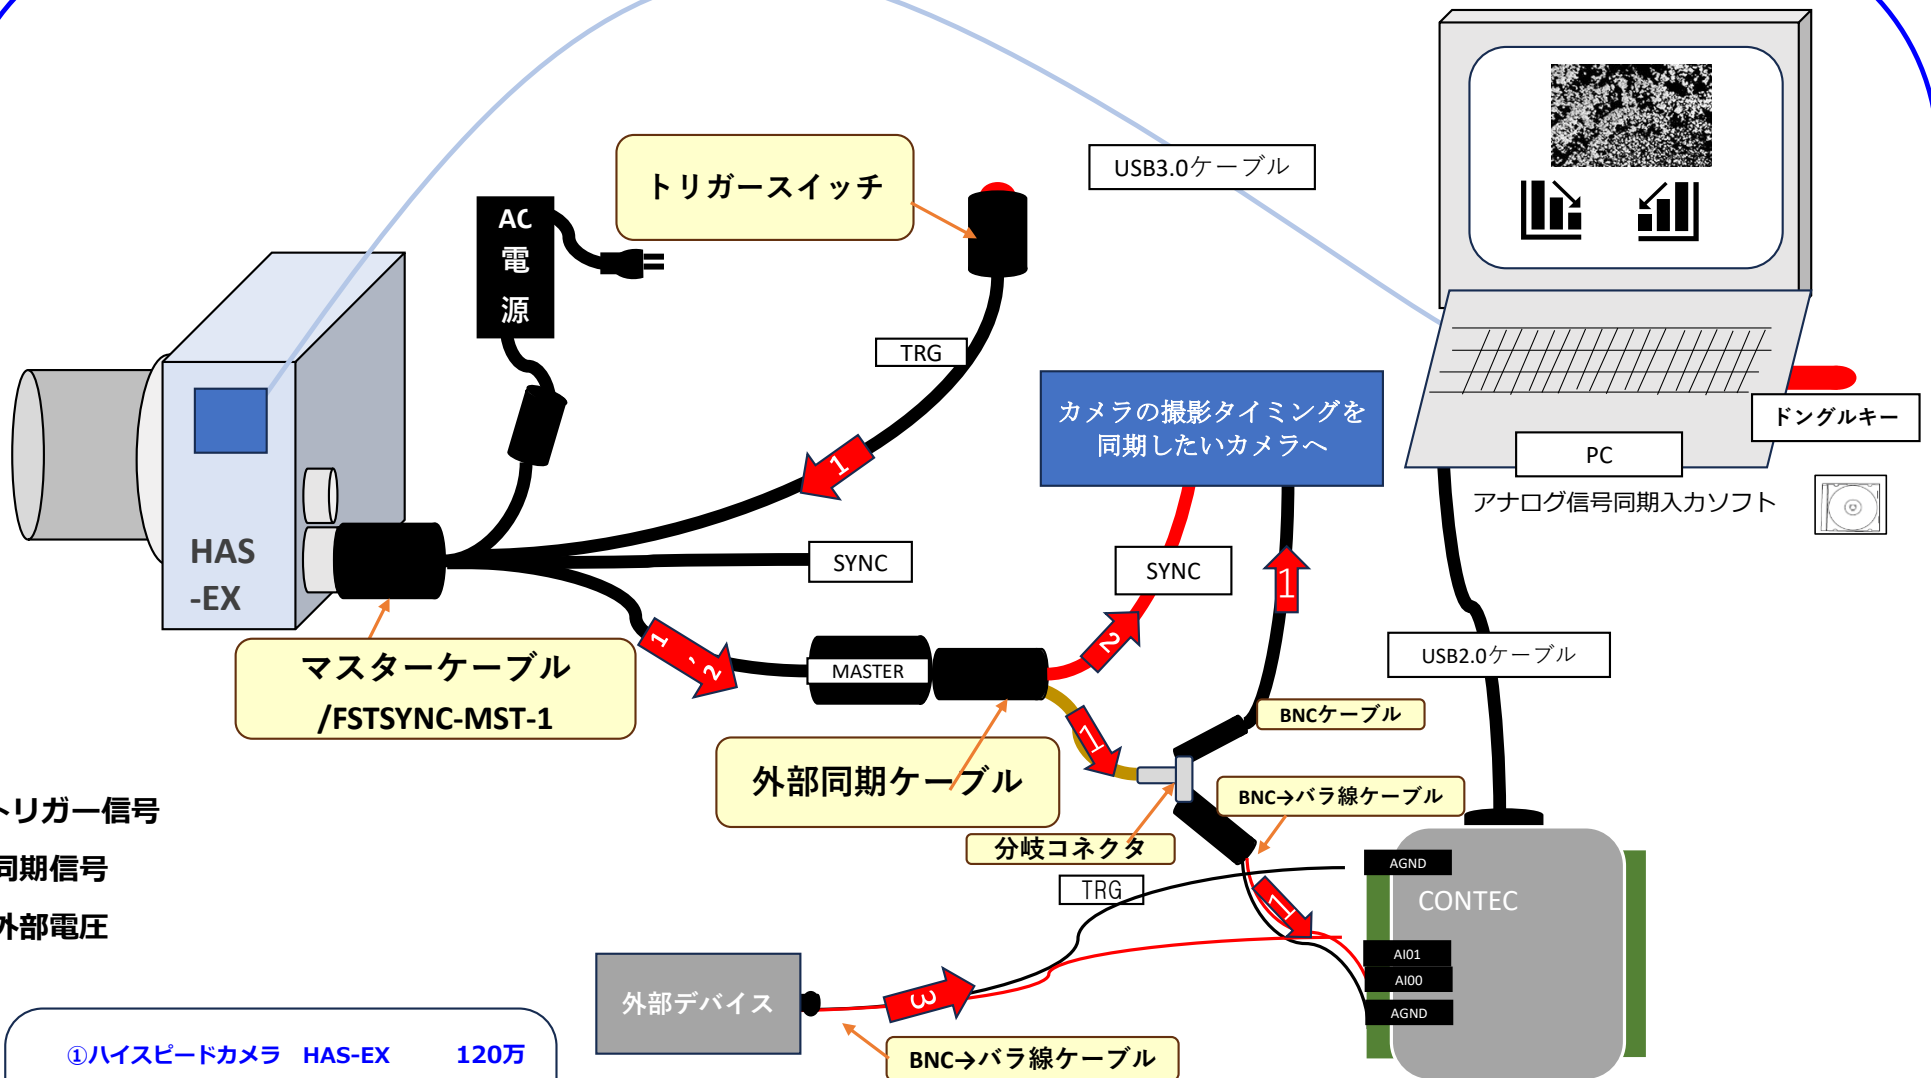 トリガースイッチ
USB3.0ケーブル
AC
電
源
TRG
カメラの撮影タイミングを
同期したいカメラへ
ドングルキー
PC
アナログ信号同期入力ソフト
HAS
-EX
1
SYNC
SYNC
1
2
1、2
MASTER
USB2.0ケーブル
マスターケーブル
/FSTSYNC-MST-1
BNCケーブル
1
外部同期ケーブル
BNC→バラ線ケーブル
トリガー信号
分岐コネクタ
同期信号
TRG
AGND
CONTEC
1
外部電圧
AI01
AI00
AGND
外部デバイス
3
BNC→バラ線ケーブル
①ハイスピードカメラ　HAS-EX　　120万